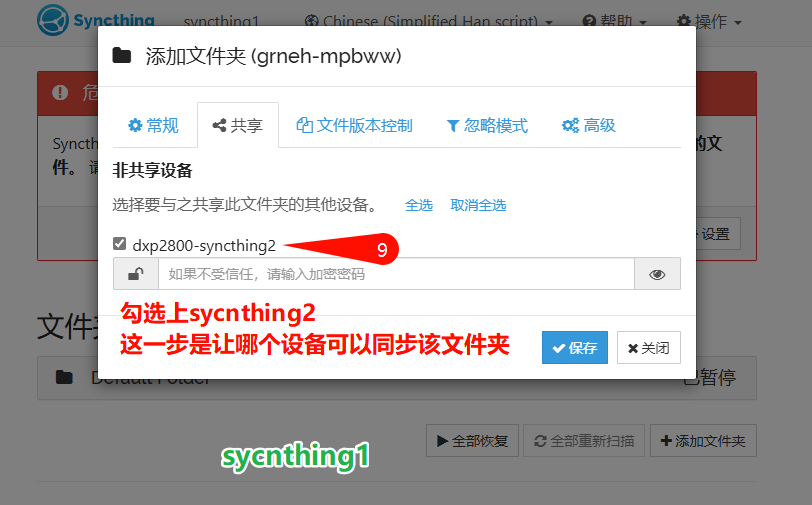 Syncthing syncthing1 Chinese (Simplified Han script) 帮助 操作
添加文件夹 (grneh-mpbww)
常规 共享 文件版本控制 忽略模式 高级
非共享设备
选择要与之共享此文件夹的其他设备。 全选 取消全选
dxp2800-syncthing2 9
如果不受信任，请输入加密密码
勾选上sycnthing2
这一步是让哪个设备可以同步该文件夹
保存 关闭
危
Syncth 的文
件。 请
设置
文件夹
Default Folder 已暂停
全部恢复 全部重新扫描 添加文件夹
sycnthing1